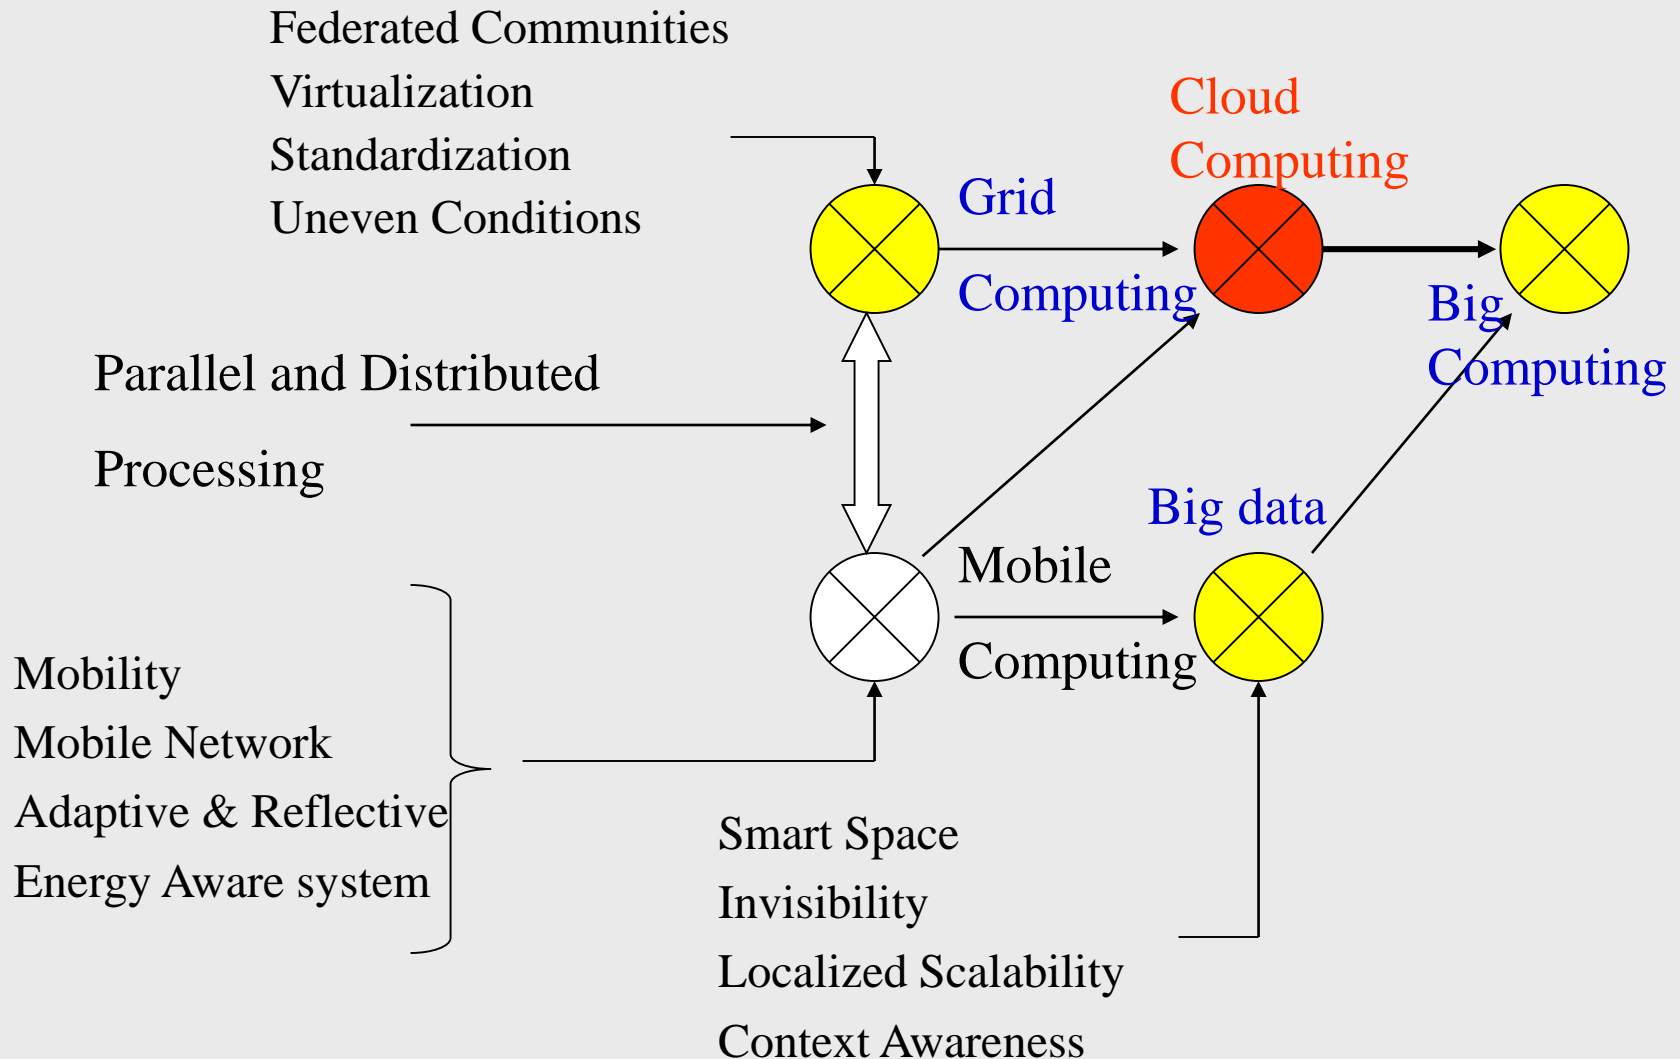 Federated Communities
Virtualization
Standardization
Uneven Conditions
Cloud
Computing
Grid
Computing
Big
Computing
Parallel and Distributed
Processing
Big data
Mobile
Computing
Mobility
Mobile Network
Adaptive & Reflective
Energy Aware system
Smart Space
Invisibility
Localized Scalability
Context Awareness